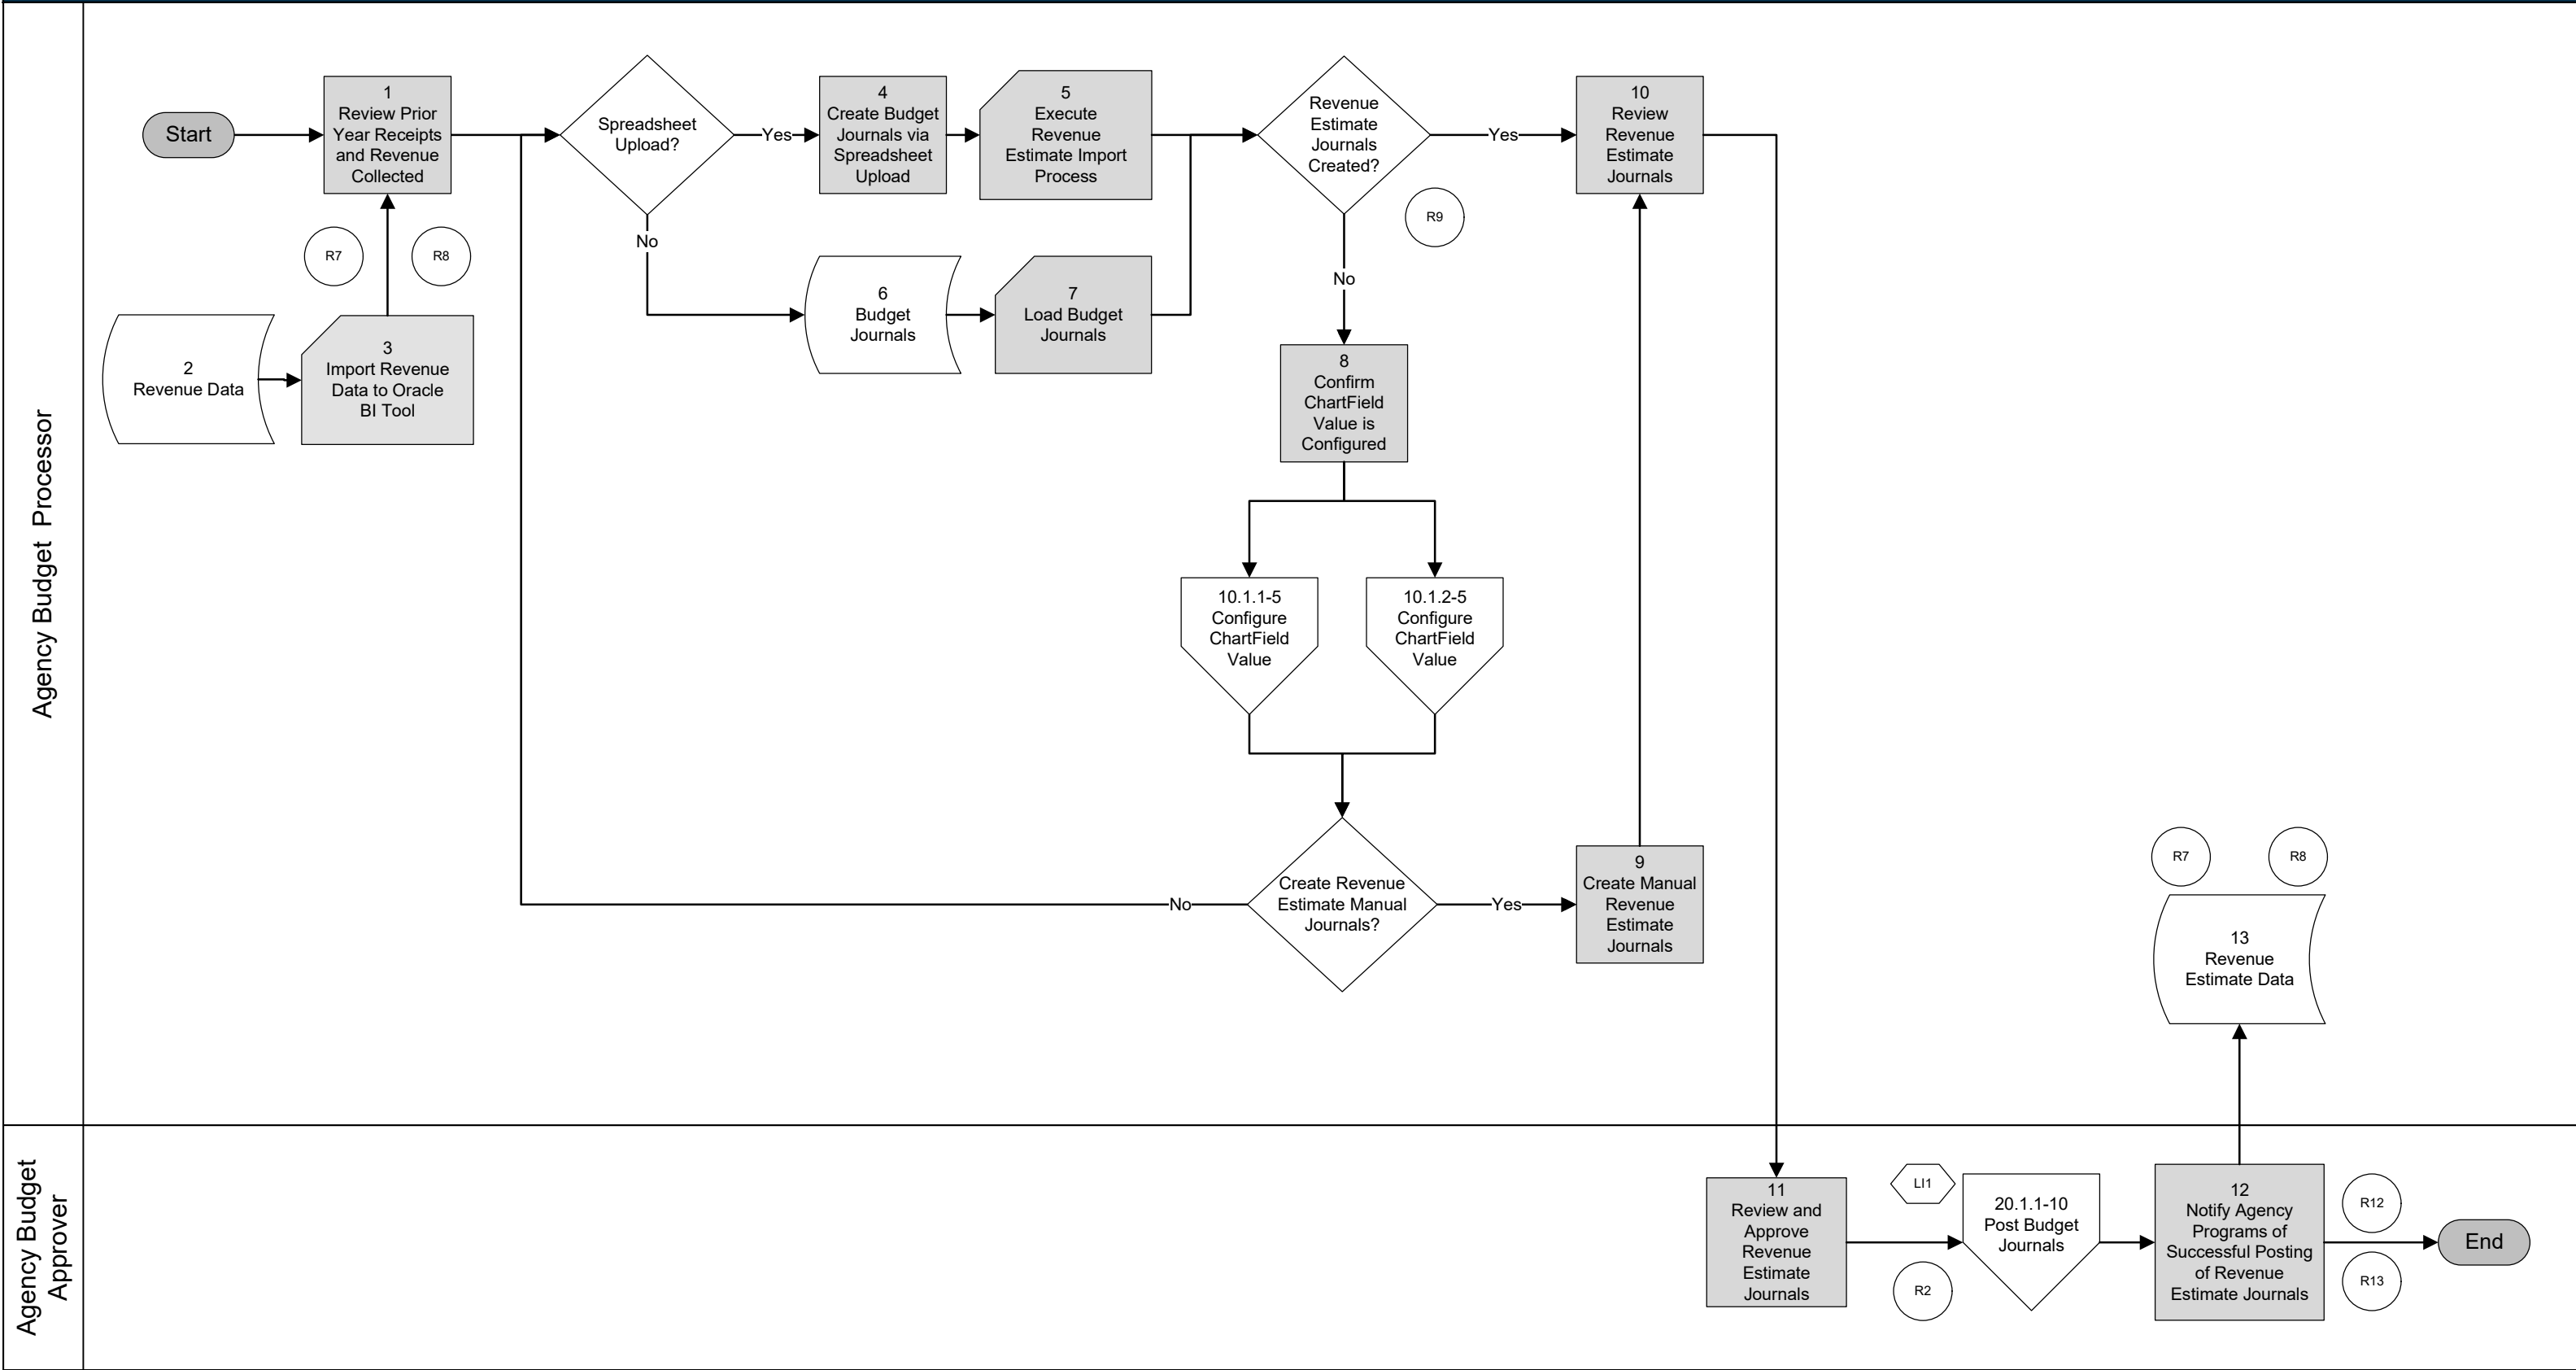 Agency Budget Processor
Start
1
Review Prior
Year Receipts
and Revenue
Collected
R7
R8
2
Revenue Data
3
Import Revenue
Data to Oracle
BI Tool
Spreadsheet
Upload?
Yes
No
4
Create Budget
Journals via
Spreadsheet
Upload
5
Execute
Revenue
Estimate Import
Process
6
Budget
Journals
7
Load Budget
Journals
Revenue
Estimate
Journals
Created?
Yes
R9
No
8
Confirm
ChartField
Value is
Configured
10.1.1-5
Configure
ChartField
Value
10.1.2-5
Configure
ChartField
Value
Create Revenue
Estimate Manual
Journals?
No
Yes
9
Create Manual
Revenue
Estimate
Journals
10
Review
Revenue
Estimate
Journals
R7
R8
13
Revenue
Estimate Data
Agency Budget
Approver
11
Review and
Approve
Revenue
Estimate
Journals
LI1
R2
20.1.1-10
Post Budget
Journals
12
Notify Agency
Programs of
Successful Posting
of Revenue
Estimate Journals
R12
R13
End